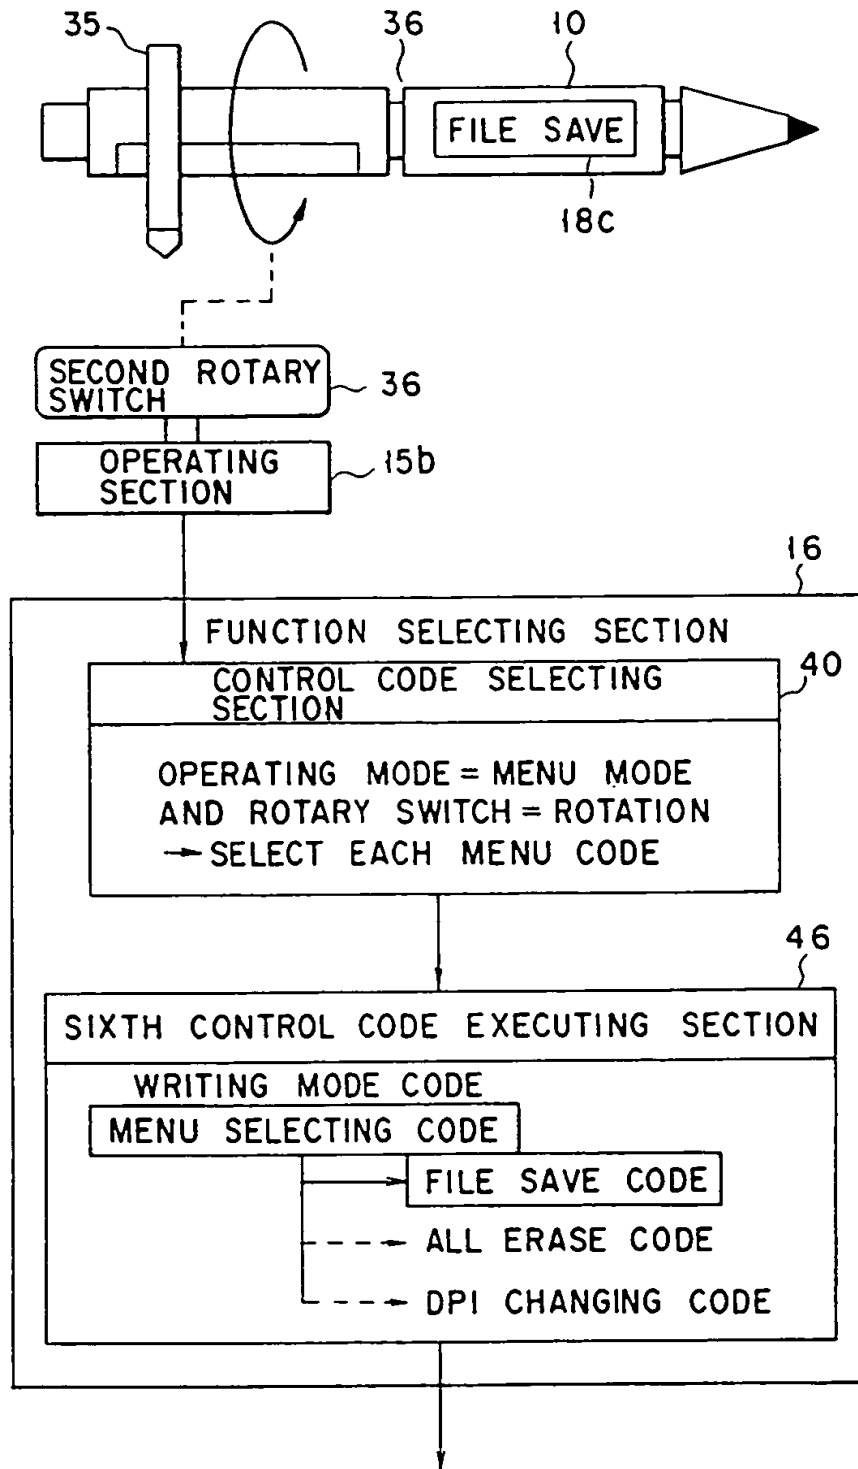 35
36
10
FILE SAVE
18c
SECOND ROTARY
SWITCH
36
OPERATING
SECTION
15b
16
FUNCTION SELECTING SECTION
CONTROL CODE SELECTING
SECTION
40
OPERATING MODE = MENU MODE
AND ROTARY SWITCH = ROTATION
→ SELECT EACH MENU CODE
46
SIXTH CONTROL CODE EXECUTING SECTION
WRITING MODE CODE
MENU SELECTING CODE
FILE SAVE CODE
ALL ERASE CODE
DPI CHANGING CODE